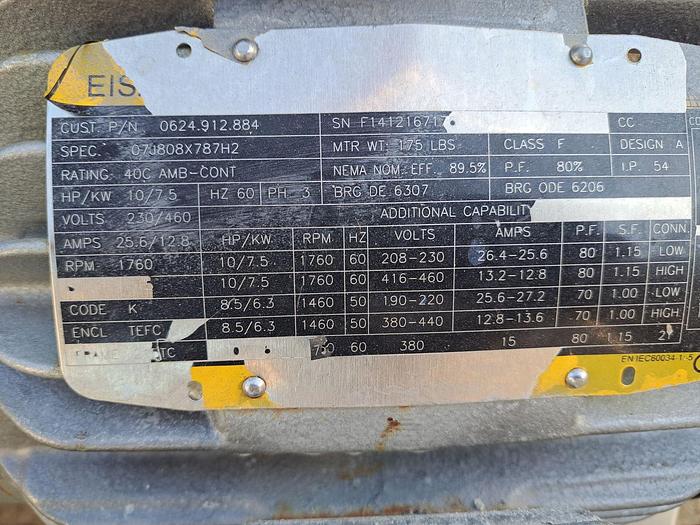 EIS
CUST. P/N 0624.912.884 SN F14121671 CC
SPEC. 07J808X787H2 MTR WT: 175 LBS CLASS F DESIGN A
RATING: 40C AMB-CONT NEMA NOM. EFF. 89.5% P.F. 80% I.P. 54
HP/KW 10/7.5 HZ 60 PH 3 BRG DE 6307 BRG ODE 6206
VOLTS 230/460 ADDITIONAL CAPABILITY
AMPS 25.6/12.8 HP/KW RPM HZ VOLTS AMPS P.F. S.F. CONN.
RPM 1760 10/7.5 1760 60 208-230 26.4-25.6 80 1.15 LOW
10/7.5 1760 60 416-460 13.2-12.8 80 1.15 HIGH
CODE K 8.5/6.3 1460 50 190-220 25.6-27.2 70 1.00 LOW
ENCL TEFC 8.5/6.3 1460 50 380-440 12.8-13.6 70 1.00 HIGH
FRAME TC 60 380 15 80 1.15
EN IEC60034-1:-5